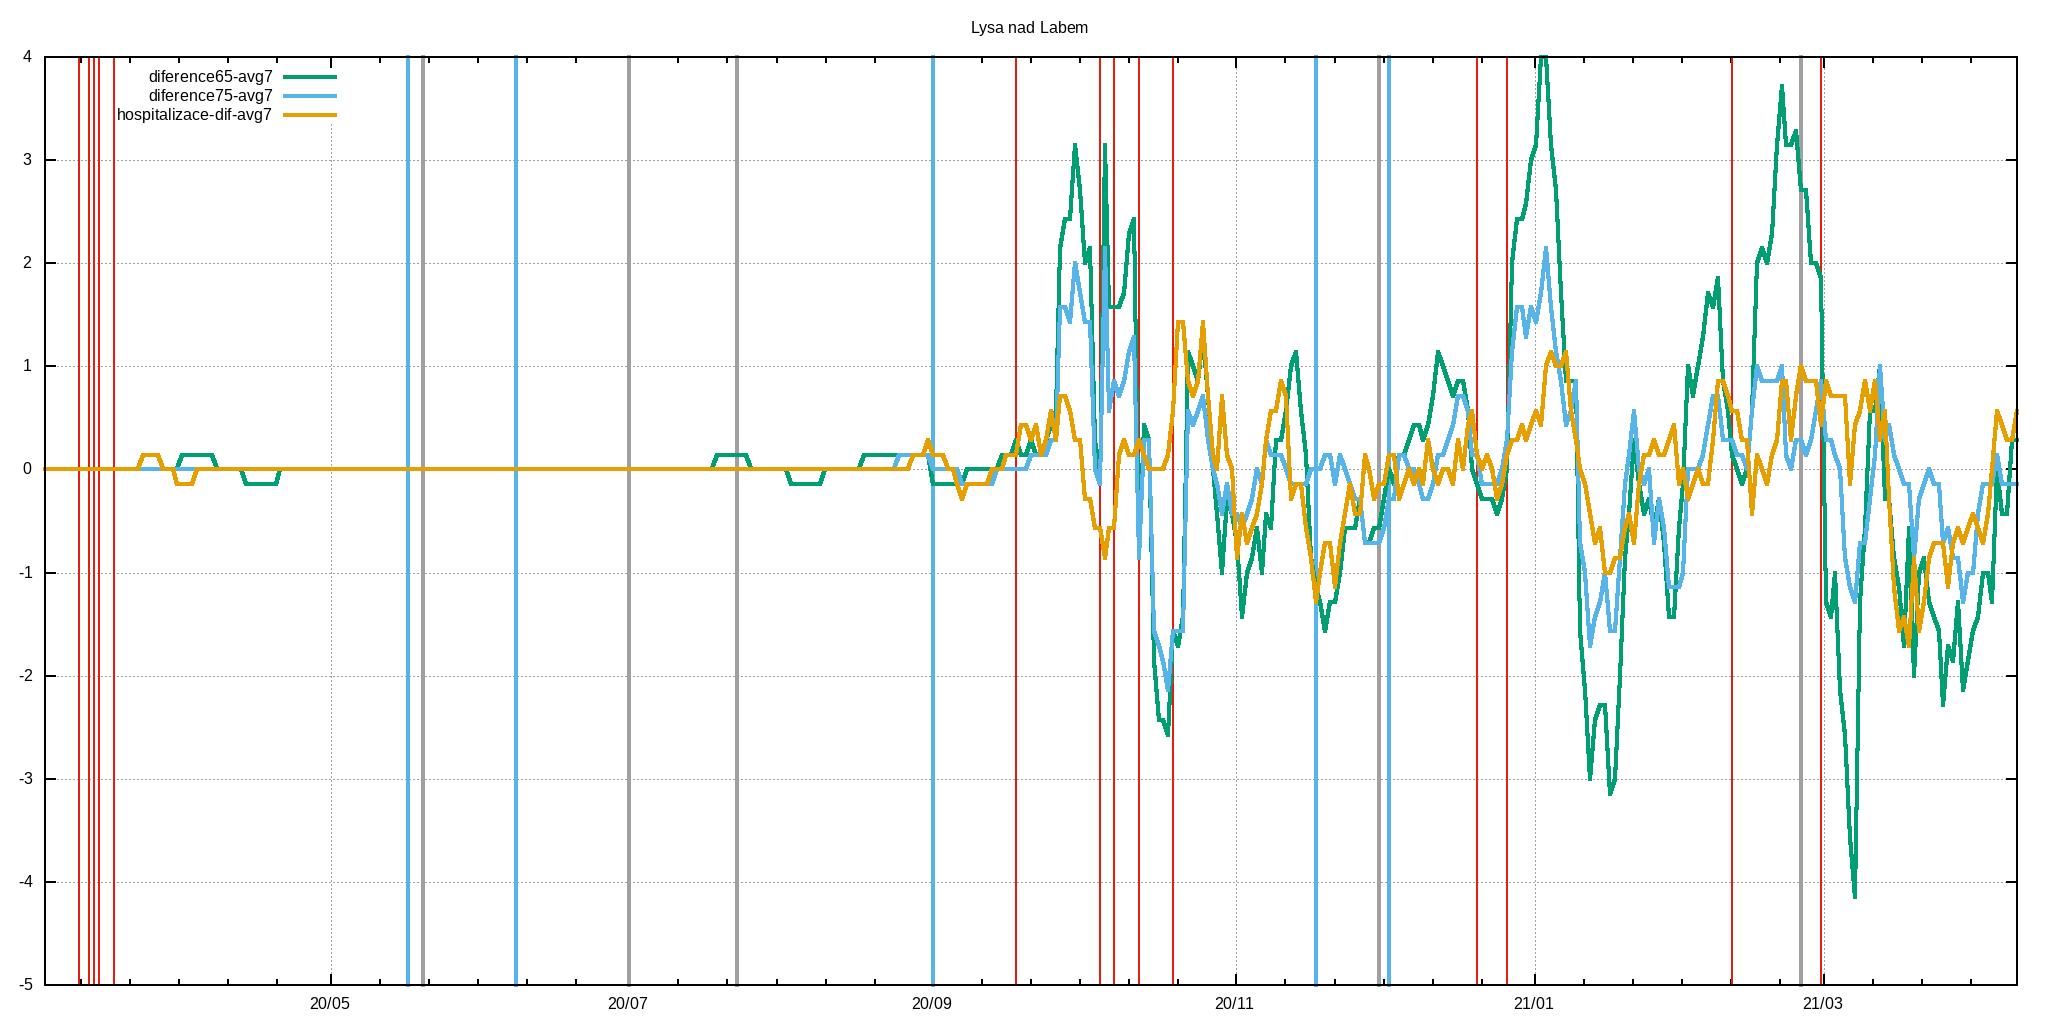 Lysa nad Labem
diference65-avg7
diference75-avg7
hospitalizace-dif-avg7
4
3
2
1
0
-1
-2
-3
-4
-5
20/05 20/07 20/09 20/11 21/01 21/03